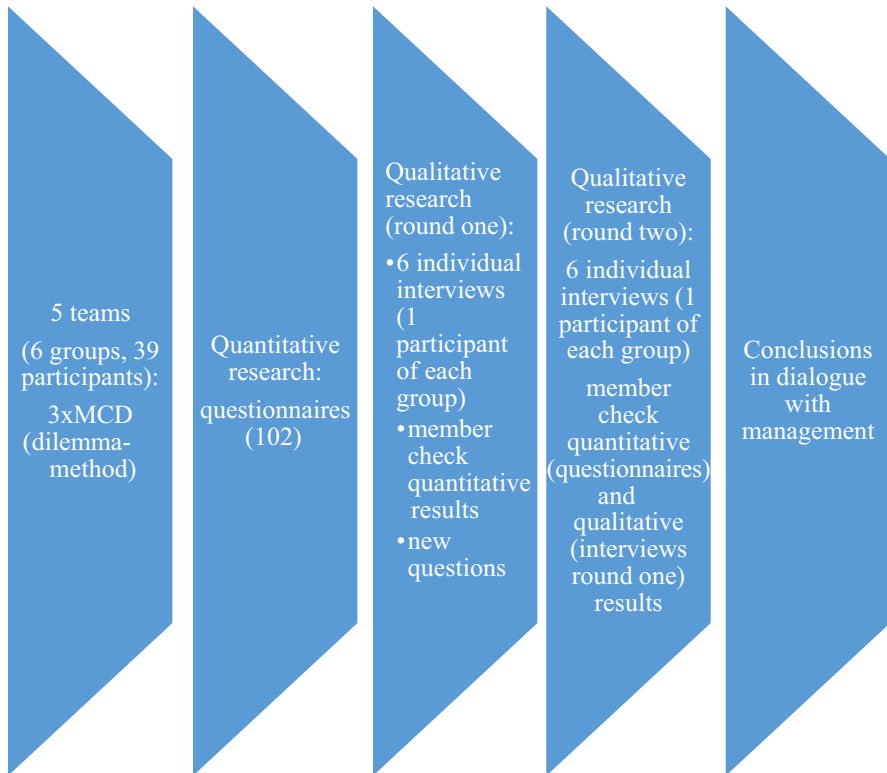 5 teams
(6 groups, 39
participants):
3xMCD
(dilemma-
method)
Quantitative
research:
questionnaires
(102)
Qualitative
research
(round one):
•6 individual
interviews
(1
participant
of each
group)
•member
check
quantitative
results
•new
questions
Qualitative
research
(round two):
6 individual
interviews (1
participant of
each group)
member
check
quantitative
(questionnaires)
and
qualitative
(interviews
round one)
results
Conclusions
in dialogue
with
management